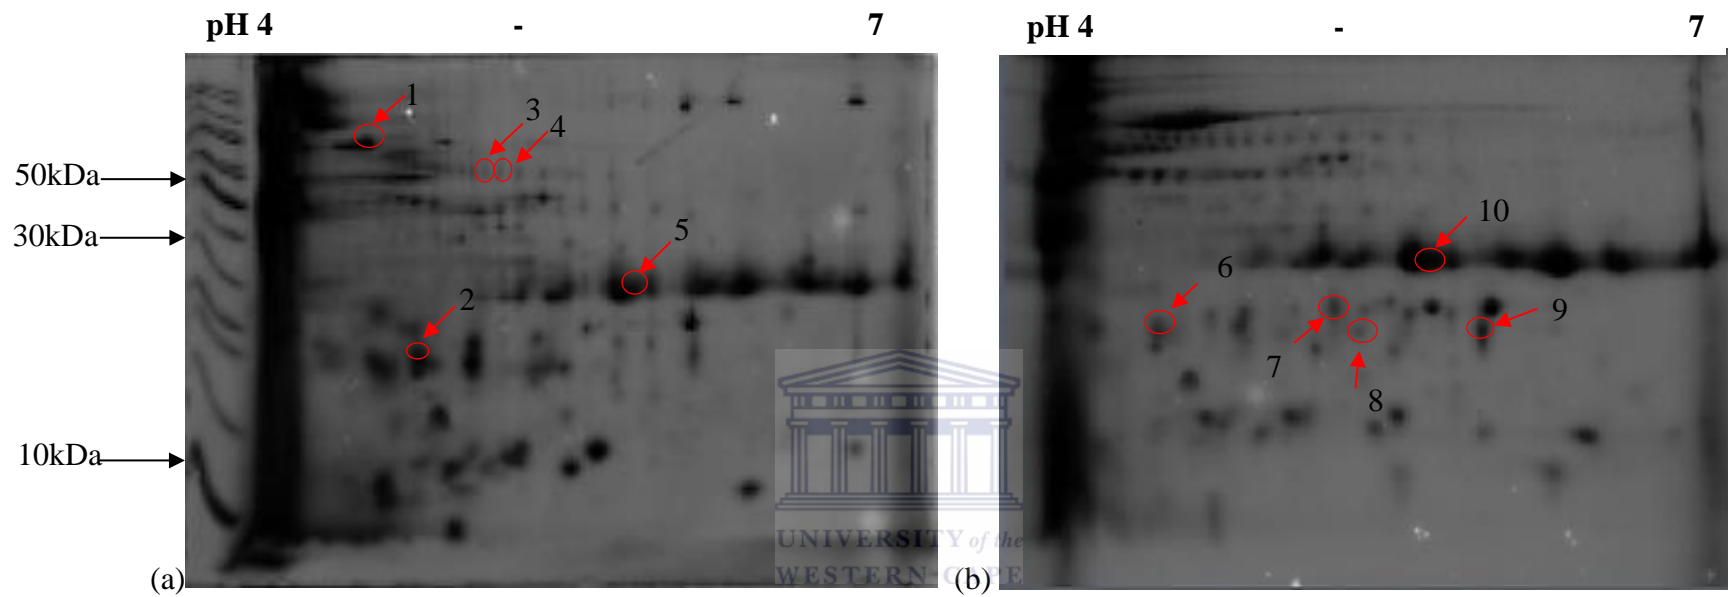 pH 4 - 7
pH 4 - 7
1
3
4
50kDa
30kDa
5
2
10kDa
10
6
9
7
8
UNIVERSITY of the
WESTERN CAPE
(a)
(b)